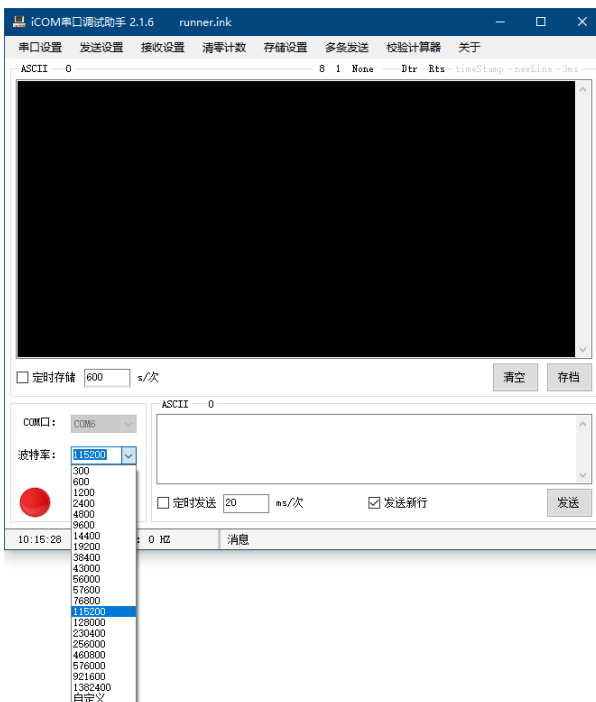 iCOM串口调试助手 2.1.6 runner.ink
串口设置 发送设置 接收设置 清零计数 存储设置 多条发送 校验计算器 关于
ASCII 0 8 1 None Dtr Rts timeStamp newLine 3ms
定时存储 600 s/次 清空 存档
ASCII 0
COM口: COM6
波特率: 115200
300
600
1200
2400
4800
9600
14400
19200
38400
43000
56000
57600
76800
115200
128000
230400
256000
460800
576000
921600
1382400
自定义
定时发送 20 ms/次 发送新行 发送
10:15:28 : 0 HZ 消息